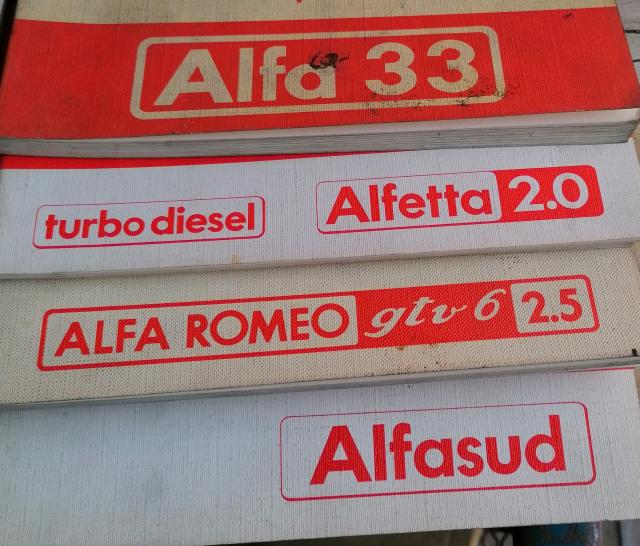 Alfa 33
turbo diesel Alfetta 2.0
ALFA ROMEO gtv 6 2.5
Alfasud